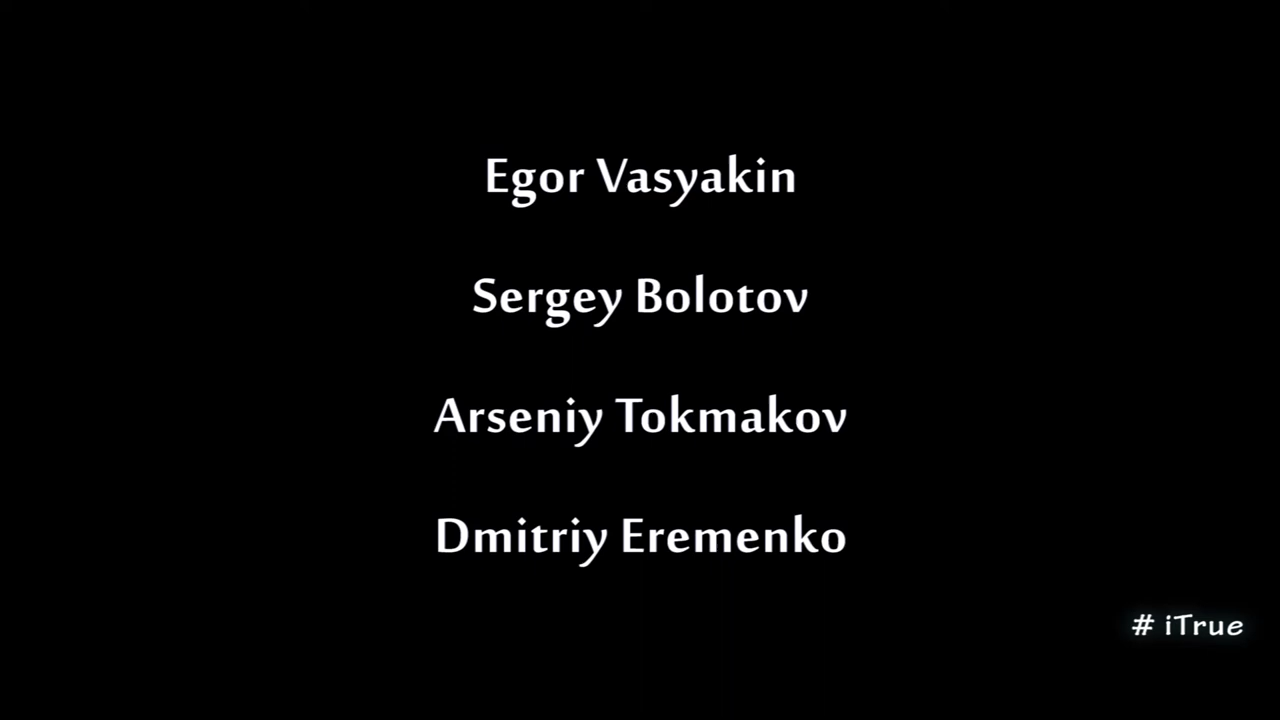 Egor Vasyakin
Sergey Bolotov
Arseniy Tokmakov
Dmitriy Eremenko
# iTrue